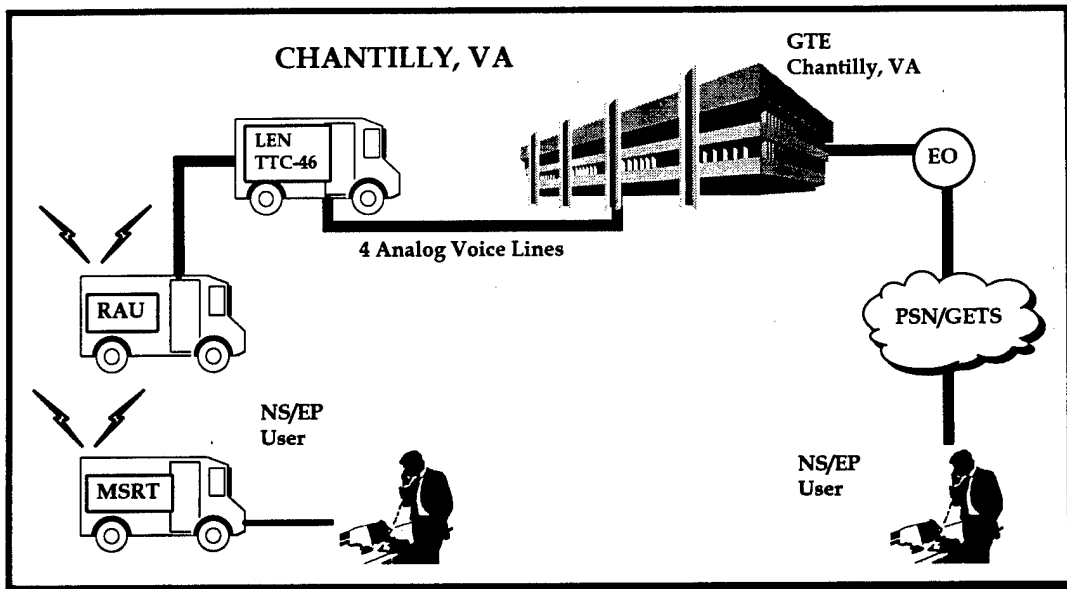 CHANTILLY, VA
GTE
Chantilly, VA
LEN
TTC-46
EO
4 Analog Voice Lines
RAU
PSN/GETS
NS/EP
User
MSRT
NS/EP
User